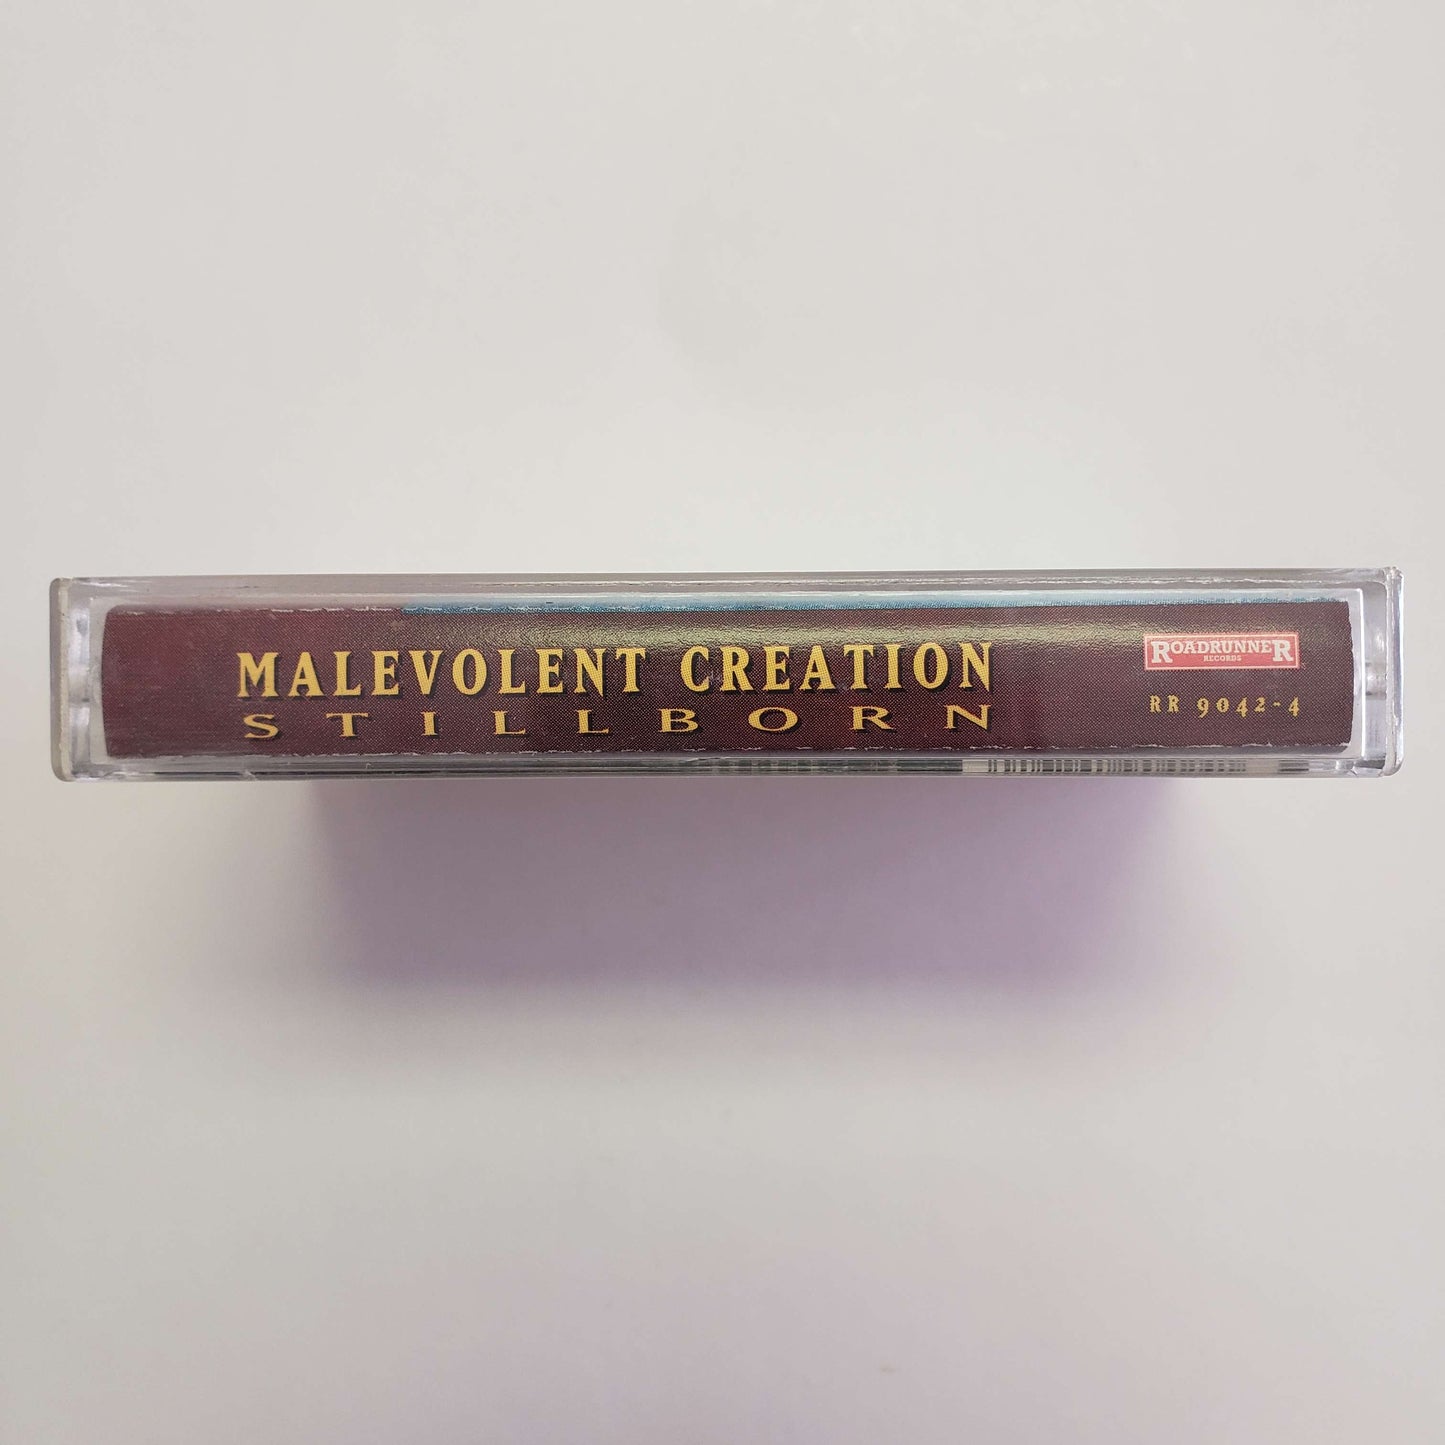 MALEVOLENT CREATION
STILLBORN
ROADRUNNER
RECORDS
RR 9042-4